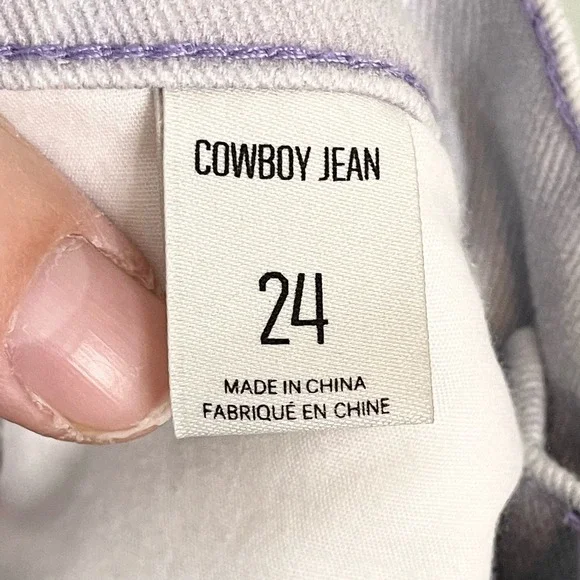 COWBOY JEAN
24
MADE IN CHINA
FABRIQUÉ EN CHINE